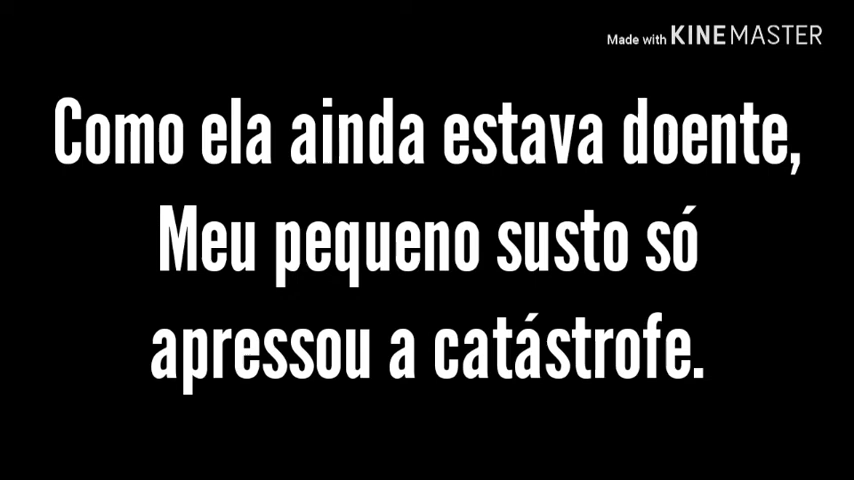 Made with KINEMASTER
Como ela ainda estava doente,
Meu pequeno susto só
apressou a catástrofe.